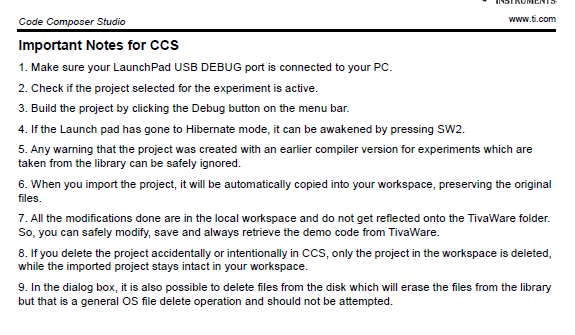 INSTRUMENTS
Code Composer Studio
www.ti.com
Important Notes for CCS
1. Make sure your LaunchPad USB DEBUG port is connected to your PC.
2. Check if the project selected for the experiment is active.
3. Build the project by clicking the Debug button on the menu bar.
4. If the Launch pad has gone to Hibernate mode, it can be awakened by pressing SW2.
5. Any warning that the project was created with an earlier compiler version for experiments which are
taken from the library can be safely ignored.
6. When you import the project, it will be automatically copied into your workspace, preserving the original
files.
7. All the modifications done are in the local workspace and do not get reflected onto the TivaWare folder.
So, you can safely modify, save and always retrieve the demo code from TivaWare.
8. If you delete the project accidentally or intentionally in CCS, only the project in the workspace is deleted,
while the imported project stays intact in your workspace.
9. In the dialog box, it is also possible to delete files from the disk which will erase the files from the library
but that is a general OS file delete operation and should not be attempted.